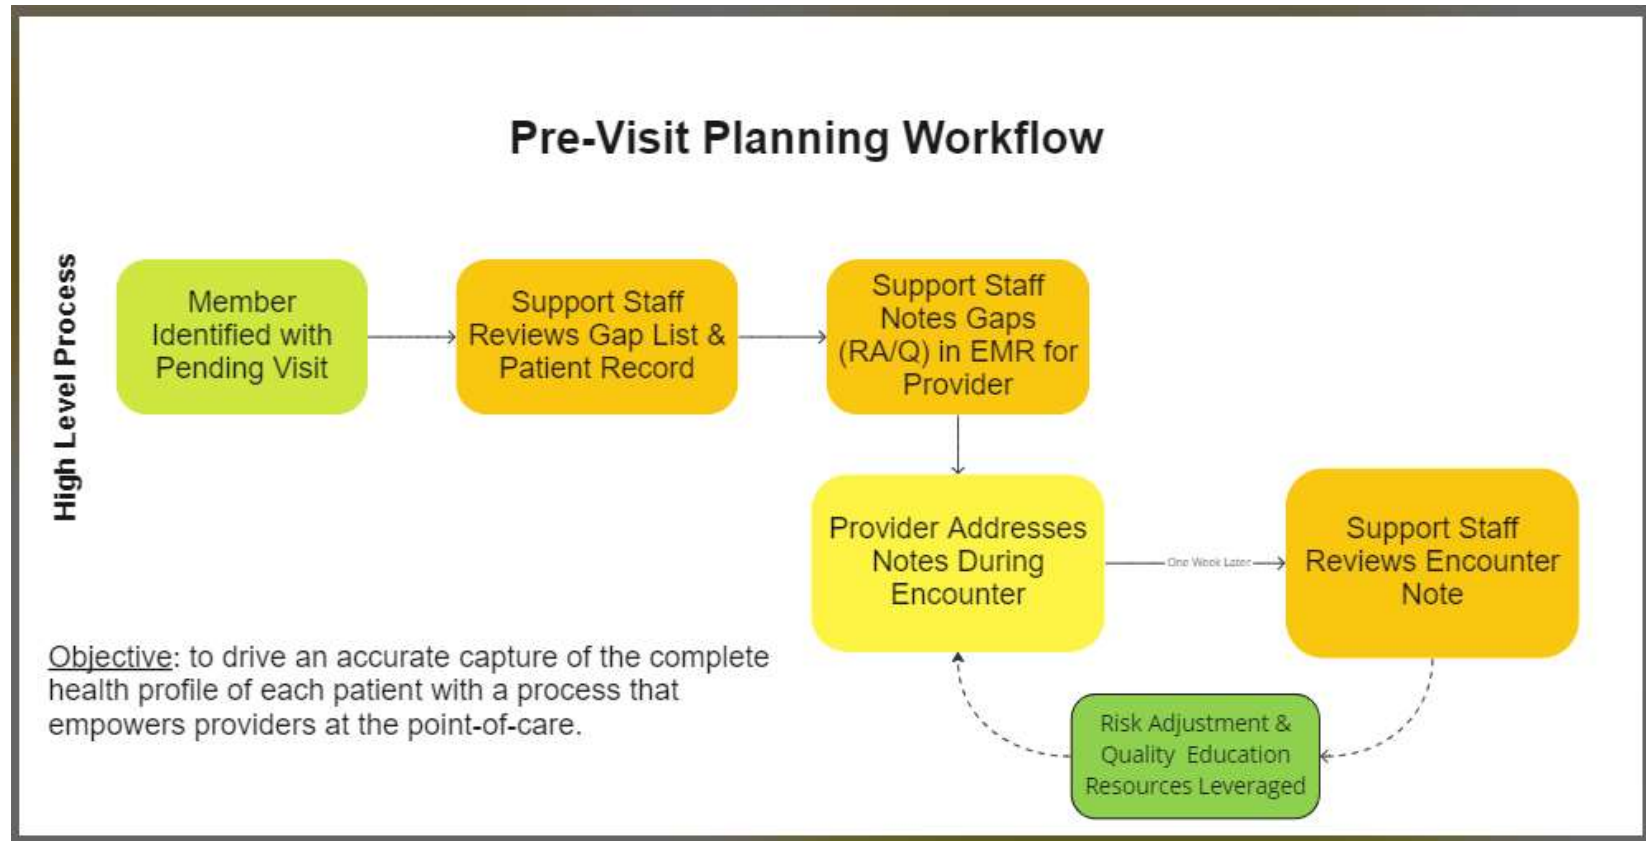 Pre-Visit Planning Workflow
High Level Process
Member
Identified with
Pending Visit
Support Staff
Reviews Gap List &
Patient Record
Support Staff
Notes Gaps
(RA/Q) in EMR for
Provider
Provider Addresses
Notes During
Encounter
One Week Later
Support Staff
Reviews Encounter
Note
Risk Adjustment &
Quality Education
Resources Leveraged
Objective: to drive an accurate capture of the complete
health profile of each patient with a process that
empowers providers at the point-of-care.